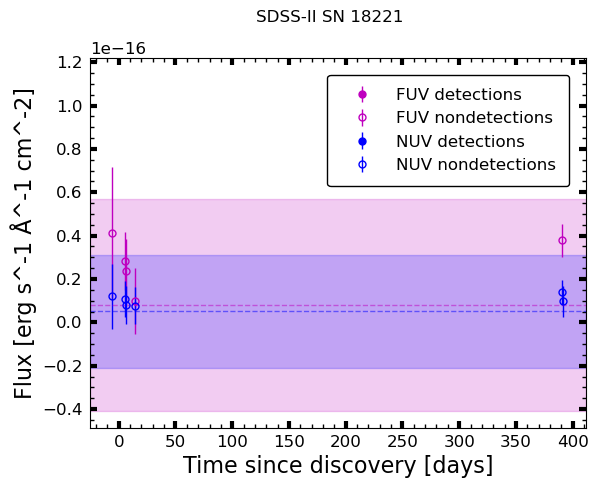 SDSS-II SN 18221
1e−16
1.2
1.0
0.8
0.6
0.4
0.2
0.0
−0.2
−0.4
Flux [erg s^-1 Å^-1 cm^-2]
FUV detections
FUV nondetections
NUV detections
NUV nondetections
0 50 100 150 200 250 300 350 400
Time since discovery [days]